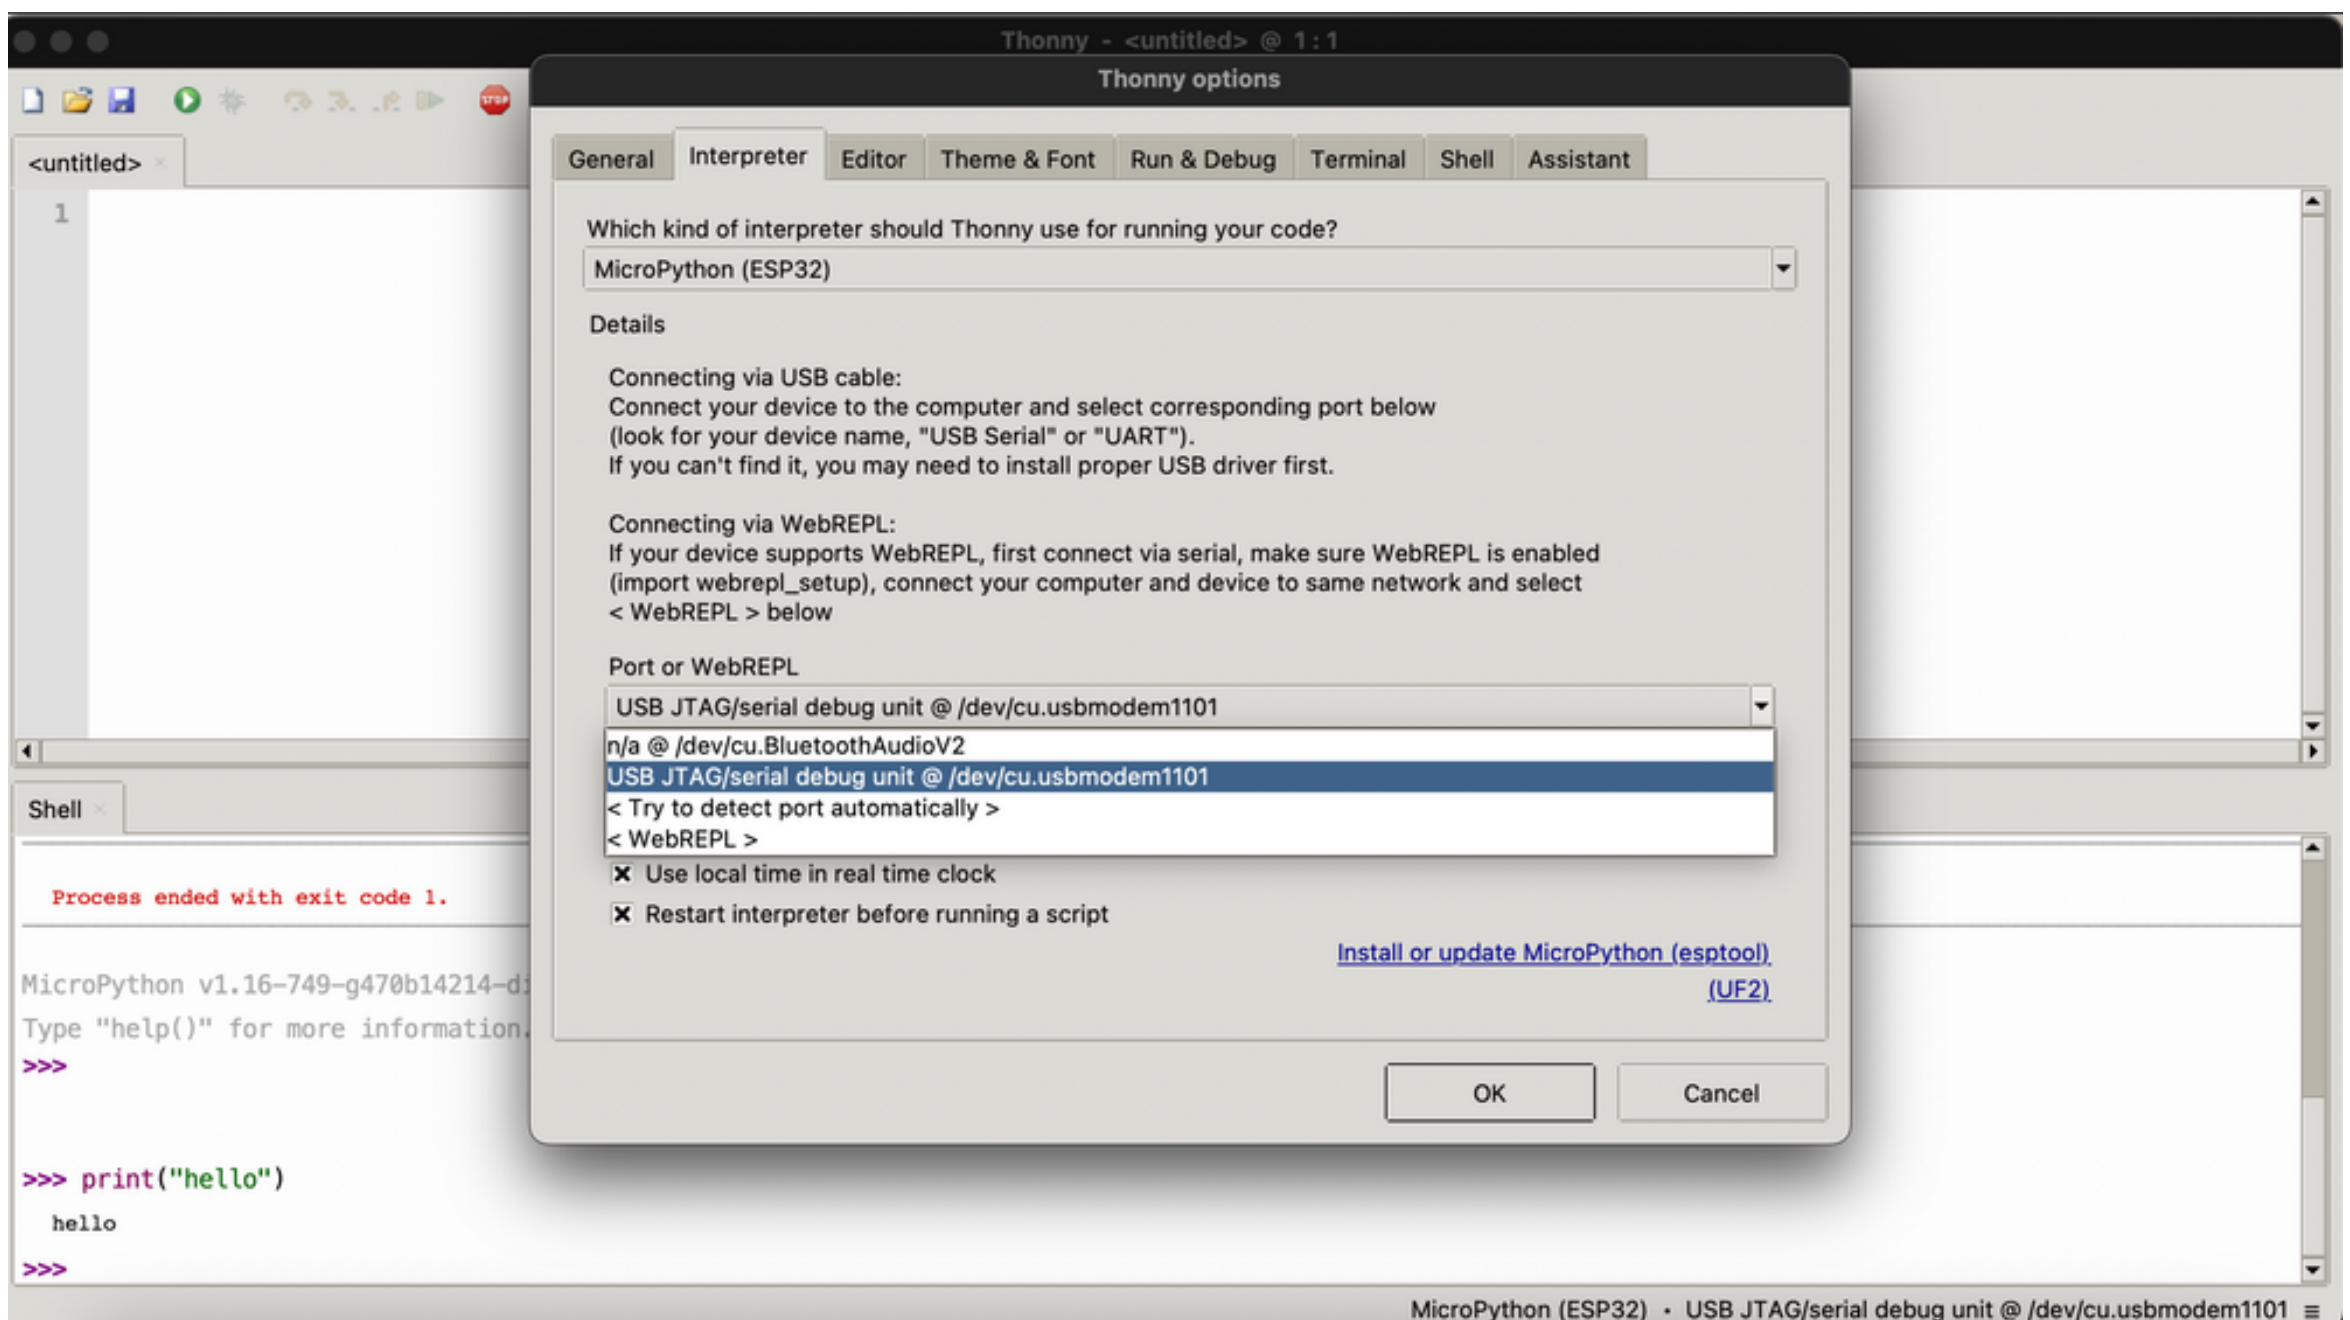 Thonny - <untitled> @ 1:1
Thonny options
STOP
<untitled>
1
General
Interpreter
Editor
Theme & Font
Run & Debug
Terminal
Shell
Assistant
Which kind of interpreter should Thonny use for running your code?
MicroPython (ESP32)
Details
Connecting via USB cable:
Connect your device to the computer and select corresponding port below
(look for your device name, "USB Serial" or "UART").
If you can't find it, you may need to install proper USB driver first.
Connecting via WebREPL:
If your device supports WebREPL, first connect via serial, make sure WebREPL is enabled
(import webrepl_setup), connect your computer and device to same network and select
< WebREPL > below
Port or WebREPL
USB JTAG/serial debug unit @ /dev/cu.usbmodem1101
n/a @ /dev/cu.BluetoothAudioV2
USB JTAG/serial debug unit @ /dev/cu.usbmodem1101
< Try to detect port automatically >
< WebREPL >
Use local time in real time clock
Restart interpreter before running a script
Install or update MicroPython (esptool)
(UF2)
OK
Cancel
Shell
Process ended with exit code 1.
MicroPython v1.16-749-g470b14214-di
Type "help()" for more information.
>>>
>>> print("hello")
hello
>>>
MicroPython (ESP32) • USB JTAG/serial debug unit @ /dev/cu.usbmodem1101 ≡